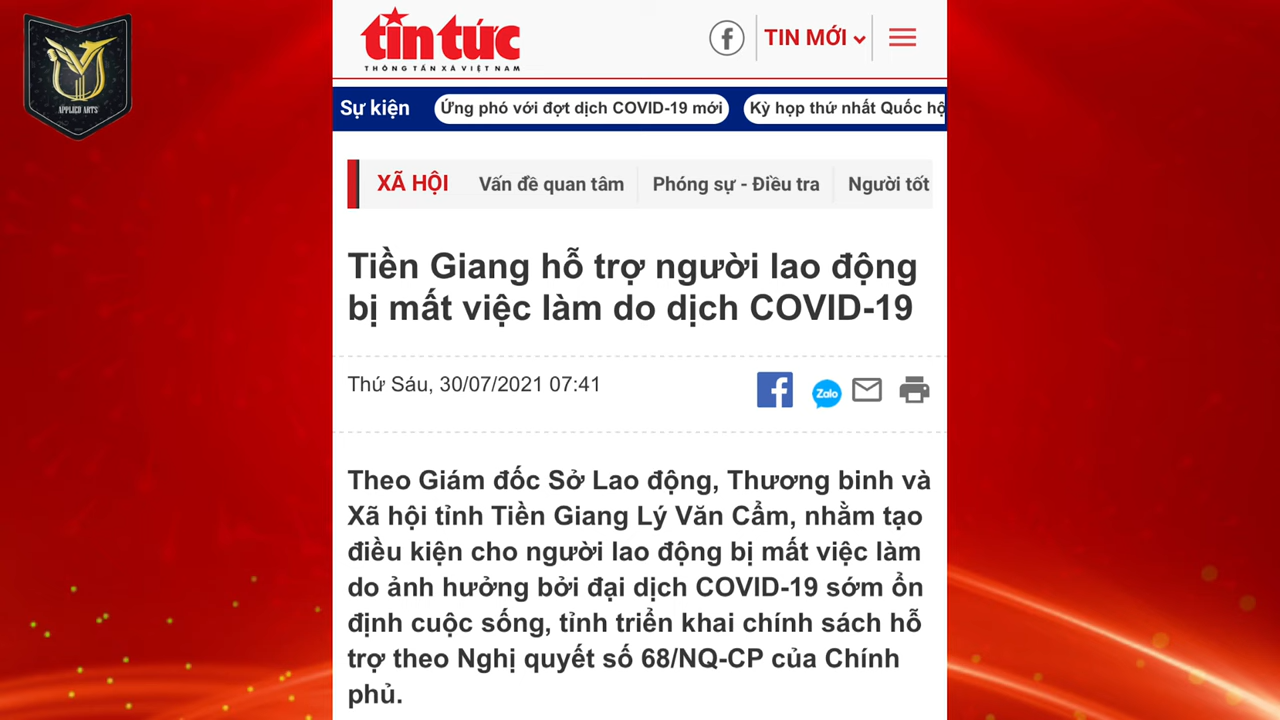 APPLIED ARTS
tin tức
THÔNG TẤN XÃ VIỆT NAM
TIN MỚI
Sự kiện
Ứng phó với đợt dịch COVID-19 mới
Kỳ họp thứ nhất Quốc hộ
XÃ HỘI
Vấn đề quan tâm
Phóng sự - Điều tra
Người tốt
Tiền Giang hỗ trợ người lao động
bị mất việc làm do dịch COVID-19
Thứ Sáu, 30/07/2021 07:41
Zalo
Theo Giám đốc Sở Lao động, Thương binh và
Xã hội tỉnh Tiền Giang Lý Văn Cẩm, nhằm tạo
điều kiện cho người lao động bị mất việc làm
do ảnh hưởng bởi đại dịch COVID-19 sớm ổn
định cuộc sống, tỉnh triển khai chính sách hỗ
trợ theo Nghị quyết số 68/NQ-CP của Chính
phủ.